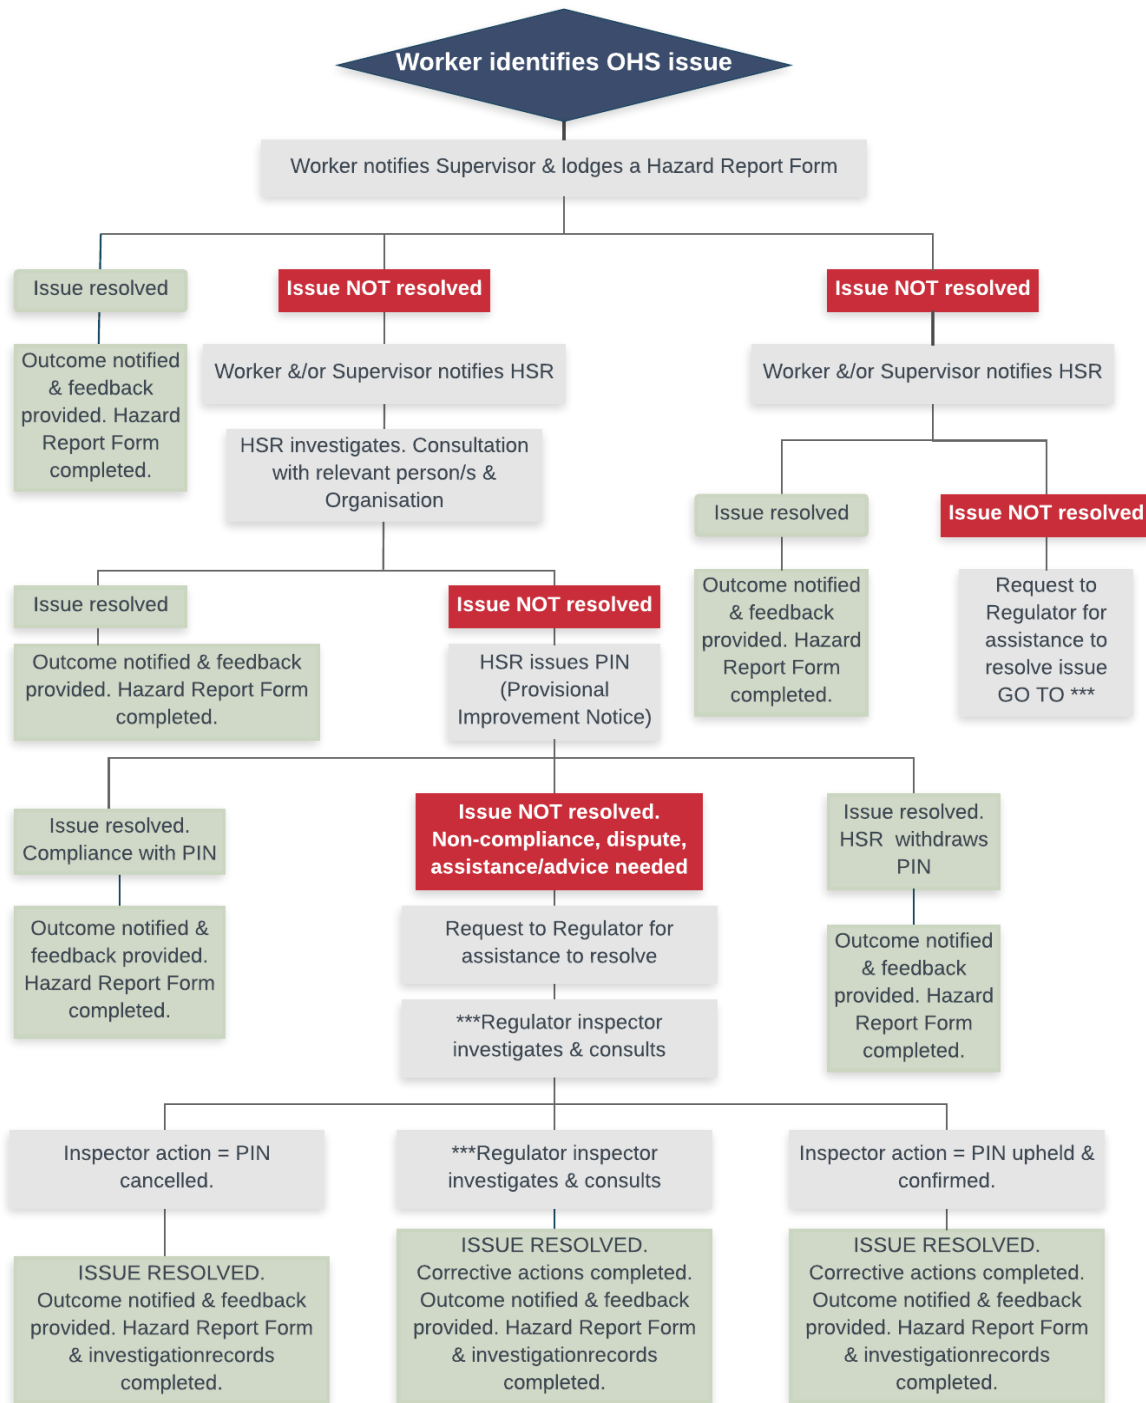 Worker identifies OHS issue
Worker notifies Supervisor & lodges a Hazard Report Form
Issue resolved
Issue NOT resolved
Issue NOT resolved
Outcome notified
& feedback
provided. Hazard
Report Form
completed.
Worker &/or Supervisor notifies HSR
Worker &/or Supervisor notifies HSR
HSR investigates. Consultation
with relevant person/s &
Organisation
Issue resolved
Issue NOT resolved
Outcome notified
& feedback
provided. Hazard
Report Form
completed.
Request to
Regulator for
assistance to
resolve issue
GO TO ***
Issue resolved
Issue NOT resolved
Outcome notified & feedback
provided. Hazard Report Form
completed.
HSR issues PIN
(Provisional
Improvement Notice)
Issue resolved.
Compliance with PIN
Issue NOT resolved.
Non-compliance, dispute,
assistance/advice needed
Issue resolved.
HSR  withdraws
PIN
Outcome notified &
feedback provided.
Hazard Report Form
completed.
Request to Regulator for
assistance to resolve
Outcome notified
& feedback
provided. Hazard
Report Form
completed.
***Regulator inspector
investigates & consults
Inspector action = PIN
cancelled.
***Regulator inspector
investigates & consults
Inspector action = PIN upheld &
confirmed.
ISSUE RESOLVED.
Outcome notified & feedback
provided. Hazard Report Form
& investigationrecords
completed.
ISSUE RESOLVED.
Corrective actions completed.
Outcome notified & feedback
provided. Hazard Report Form
& investigationrecords
completed.
ISSUE RESOLVED.
Corrective actions completed.
Outcome notified & feedback
provided. Hazard Report Form
& investigationrecords
completed.